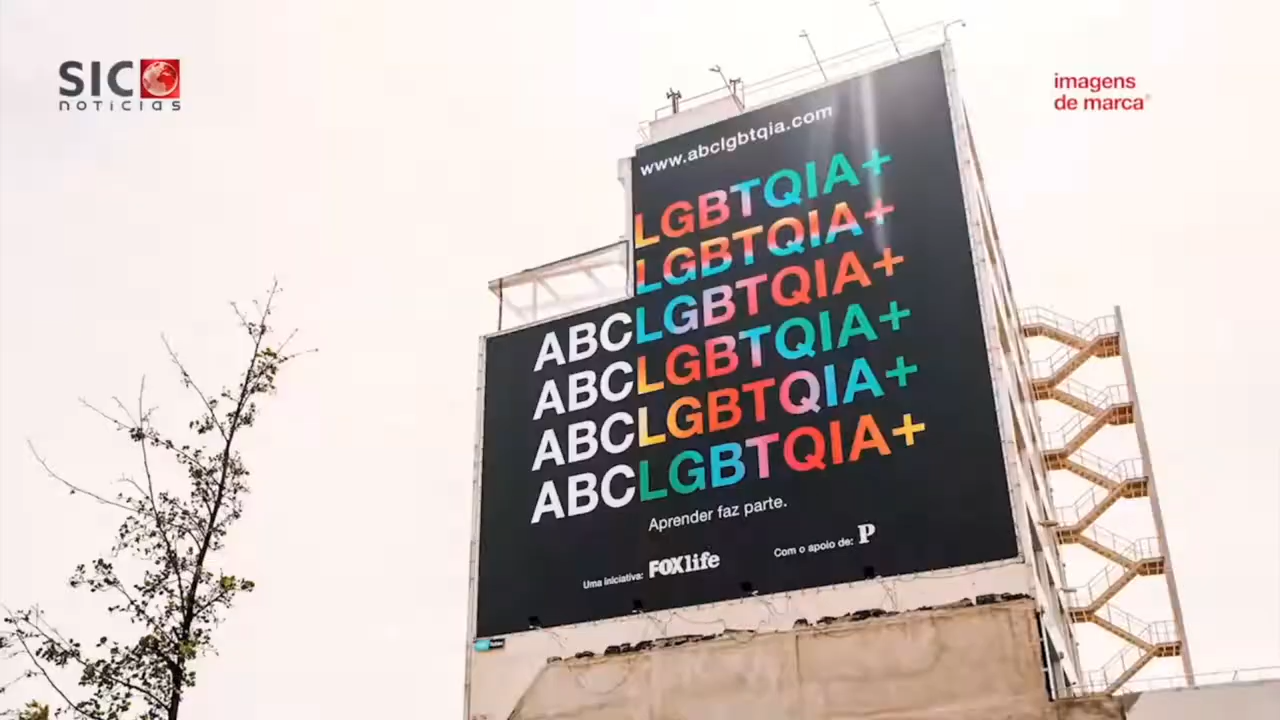 SIC
notícias
imagens
de marca
www.abclgbtqia.com
LGBTQIA+
LGBTQIA+
ABCLGBTQIA+
ABCLGBTQIA+
ABCLGBTQIA+
ABCLGBTQIA+
Aprender faz parte.
Uma iniciativa: FOXlife
Com o apoio de: P